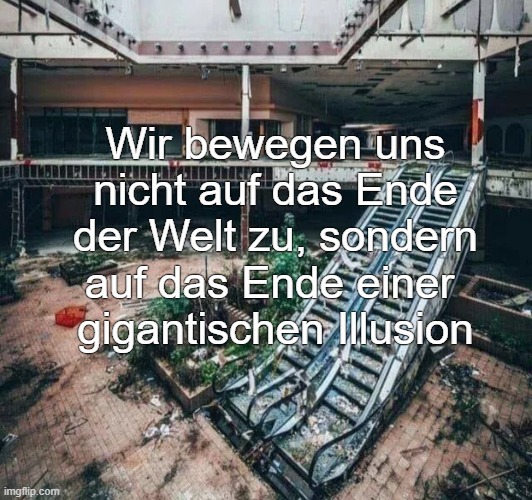 Wir bewegen uns
nicht auf das Ende
der Welt zu, sondern
auf das Ende einer
gigantischen Illusion
imgflip.com